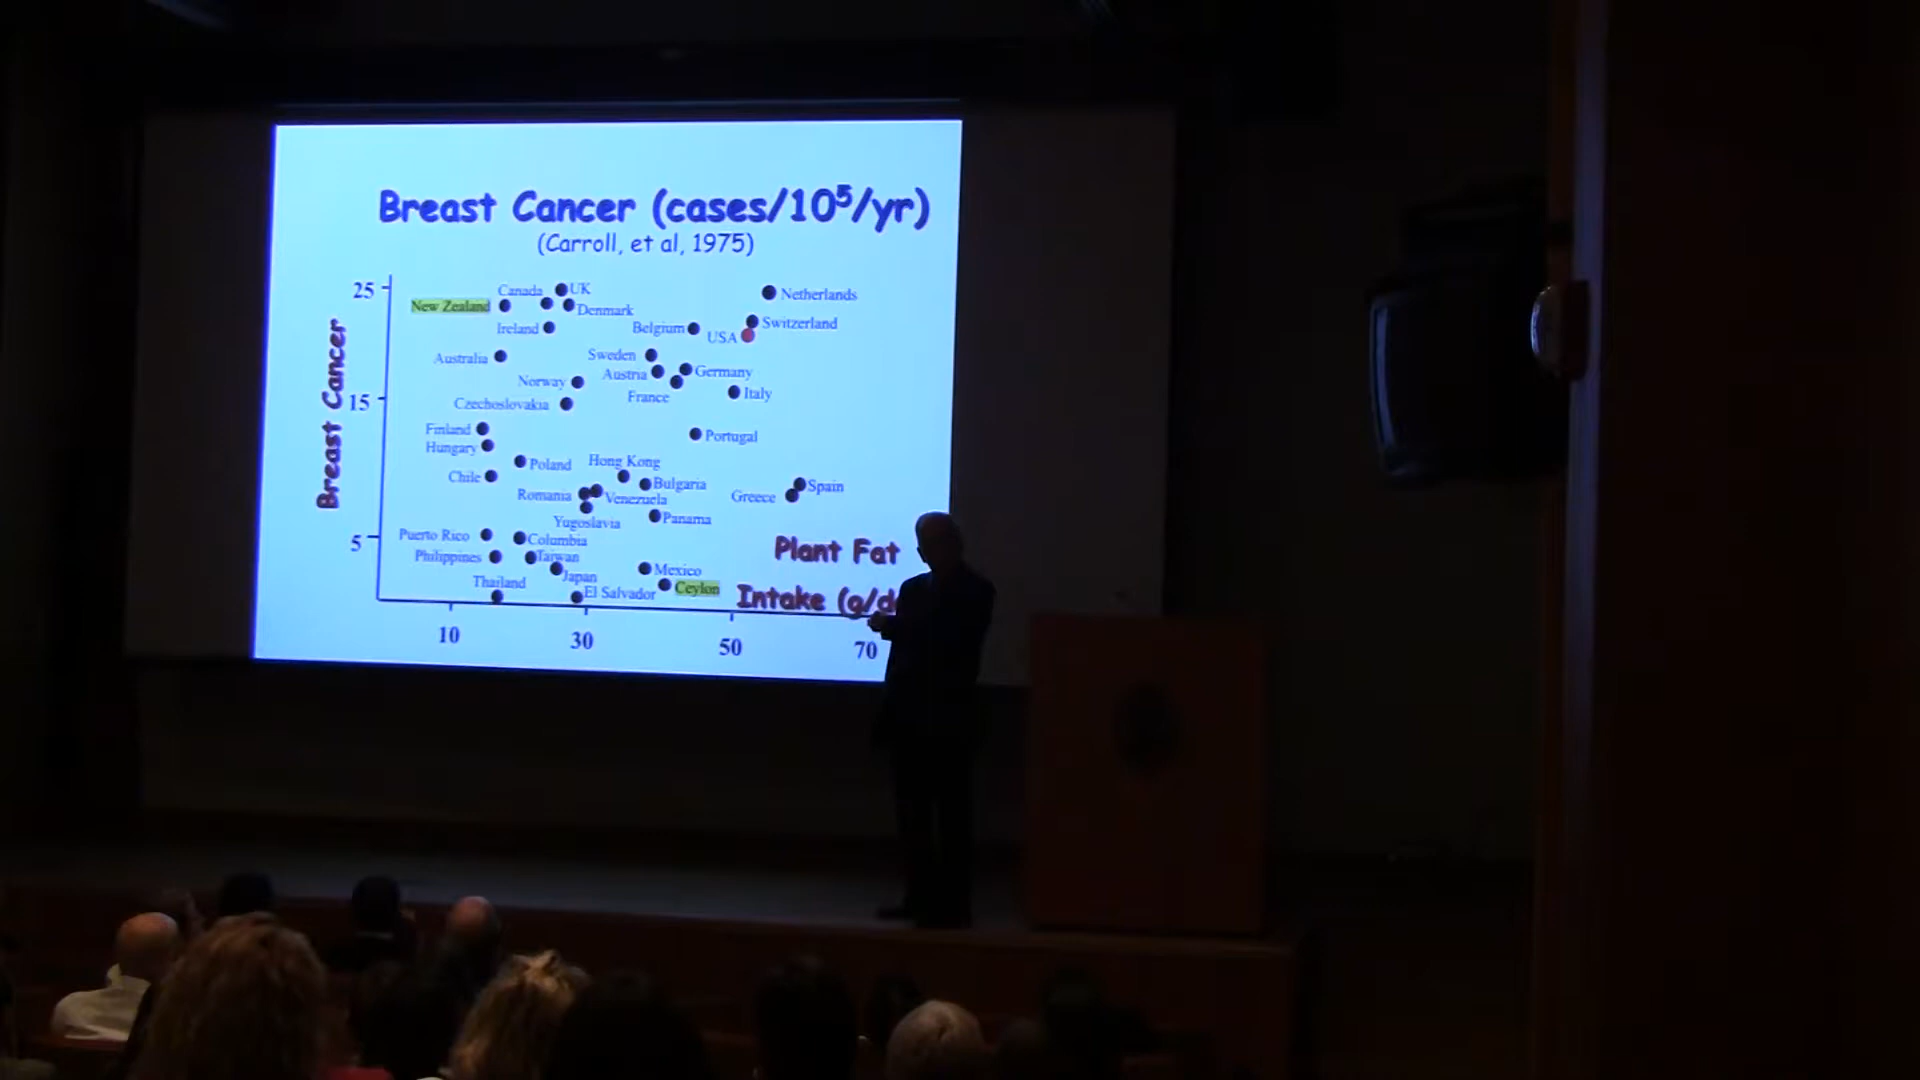 Breast Cancer (cases/10⁵/yr)
(Carroll, et al, 1975)
Breast Cancer
25
15
5
Canada
UK
Netherlands
New Zealand
Denmark
Ireland
Belgium
USA
Switzerland
Australia
Sweden
Austria
Germany
Norway
France
Italy
Czechoslovakia
Finland
Portugal
Hungary
Poland
Hong Kong
Chile
Bulgaria
Spain
Romania
Venezuela
Greece
Yugoslavia
Panama
Puerto Rico
Columbia
Philippines
Taiwan
Mexico
Thailand
Japan
El Salvador
Ceylon
Plant Fat
Intake (g/d
10
30
50
70